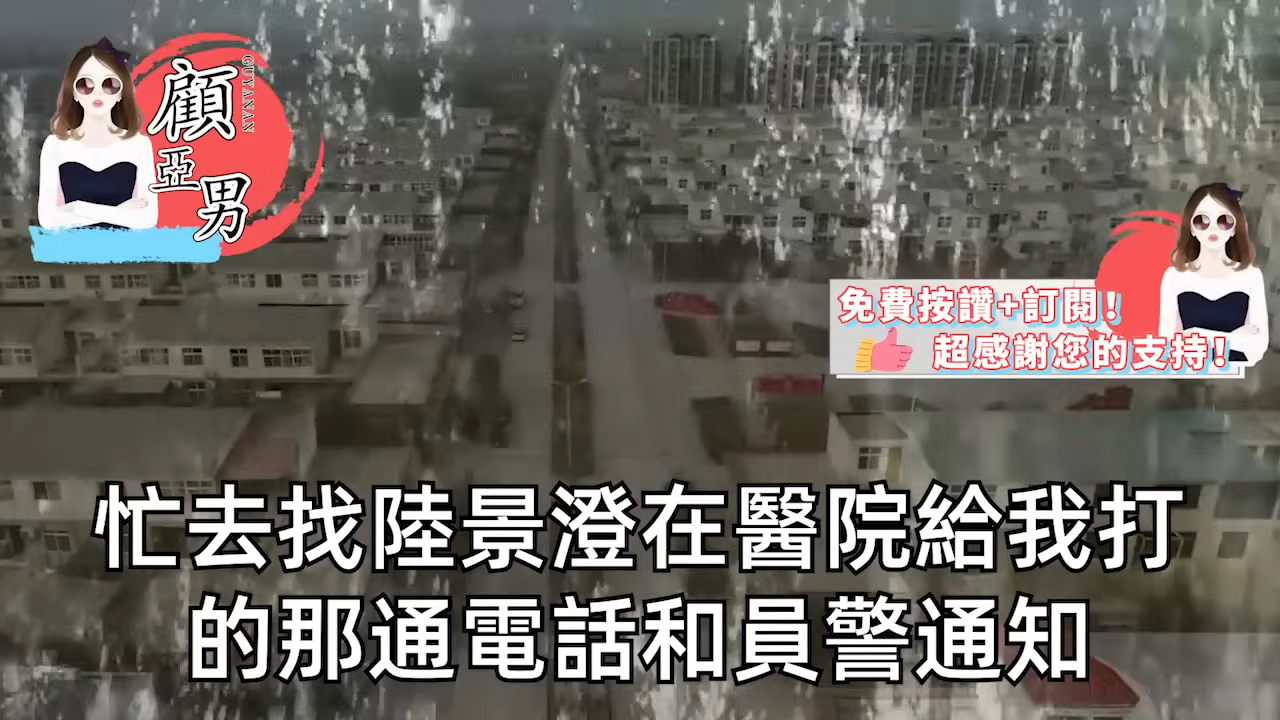 顧亞男
GUYANAN
免費按讚+訂閱!
超感謝您的支持!
忙去找陸景澄在醫院給我打
的那通電話和員警通知